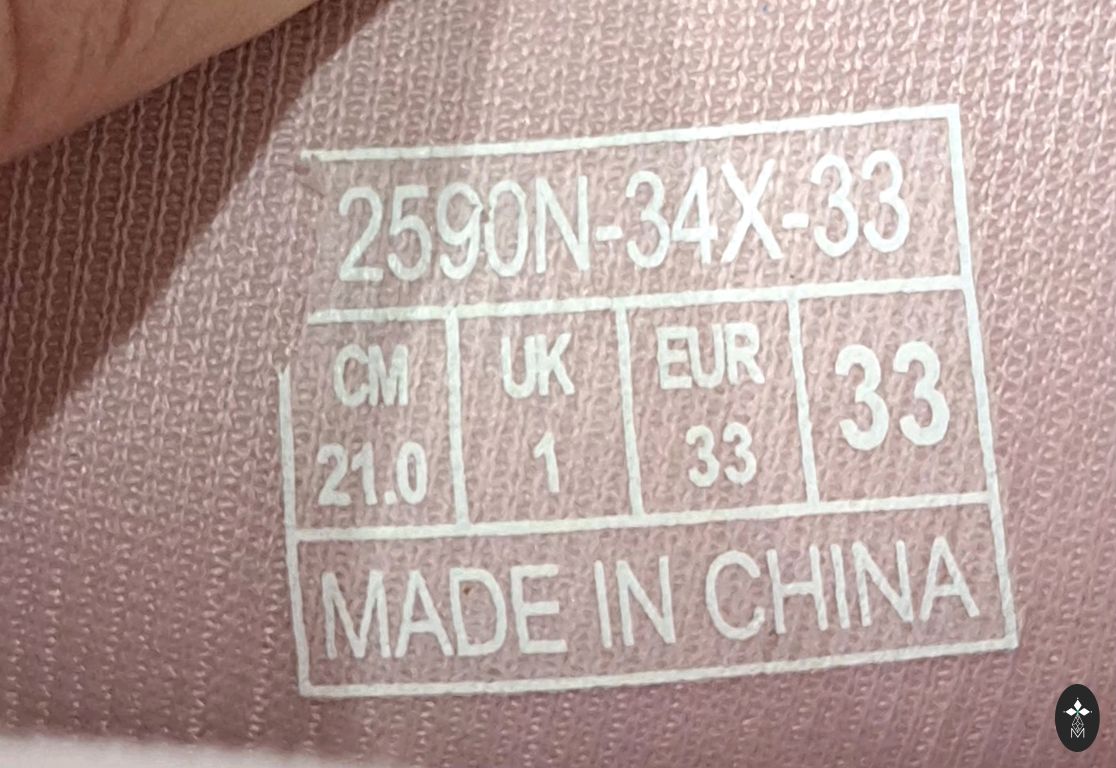 2590N-34X-33
CM UK EUR 33
21.0 1 33
MADE IN CHINA
M